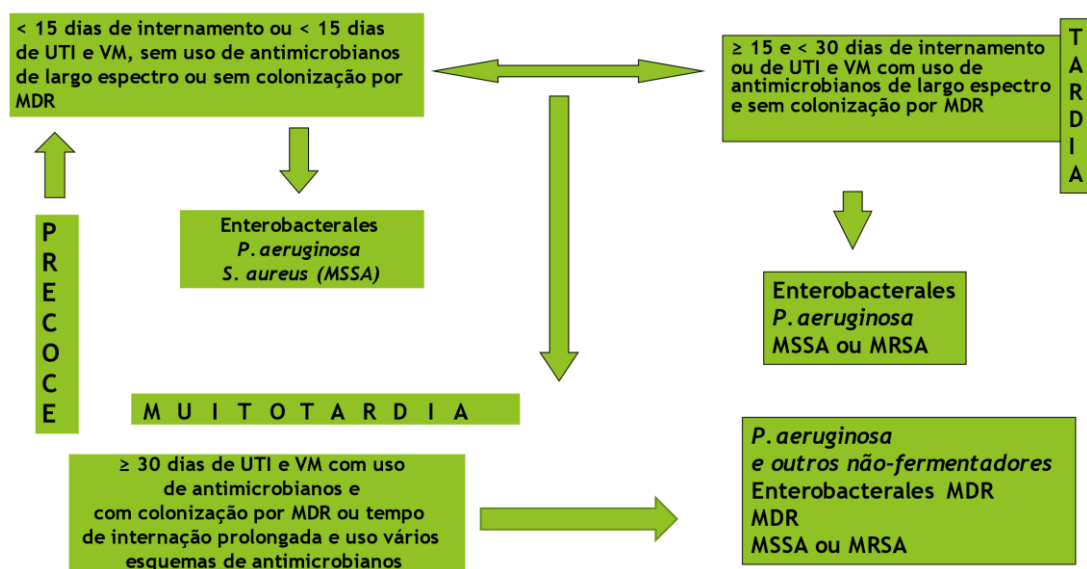 < 15 dias de internamento ou < 15 dias
de UTI e VM, sem uso de antimicrobianos
de largo espectro ou sem colonização por
MDR
≥ 15 e < 30 dias de internamento
ou de UTI e VM com uso de
antimicrobianos de largo espectro
e sem colonização por MDR
T
A
R
D
I
A
P
R
E
C
O
C
E
Enterobacterales
P. aeruginosa
S. aureus (MSSA)
Enterobacterales
P. aeruginosa
MSSA ou MRSA
M U I T O T A R D I A
≥ 30 dias de UTI e VM com uso
de antimicrobianos e
com colonização por MDR ou tempo
de internação prolongada e uso vários
esquemas de antimicrobianos
P. aeruginosa
e outros não-fermentadores
Enterobacterales MDR
MDR
MSSA ou MRSA